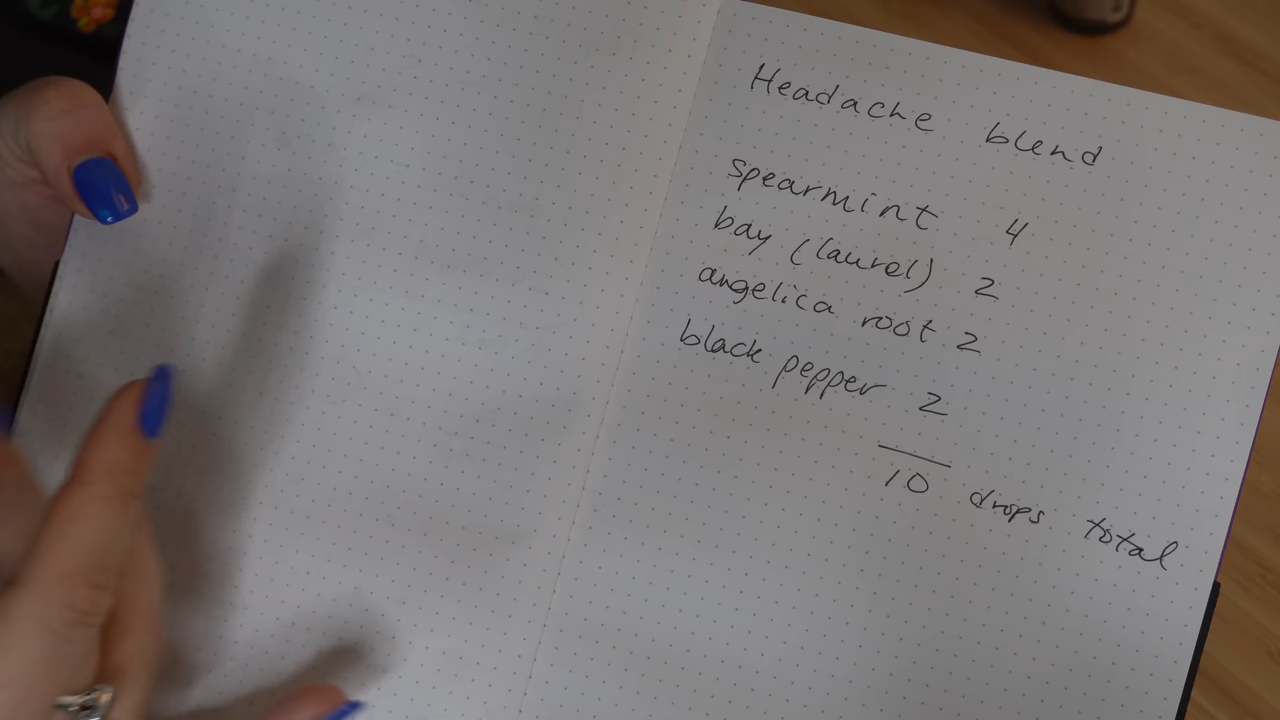 Headache blend
spearmint 4
bay (laurel) 2
angelica root 2
black pepper 2
10 drops total